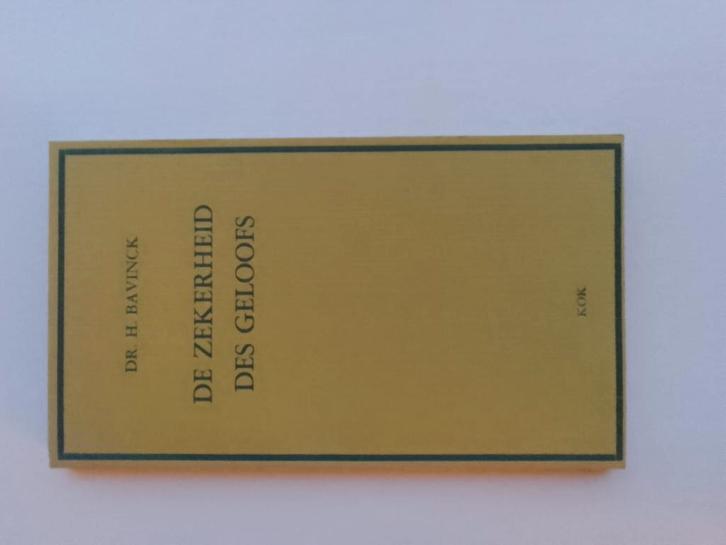 DR. H. BAVINCK
DE ZEKERHEID
DES GELOOFS
KOK